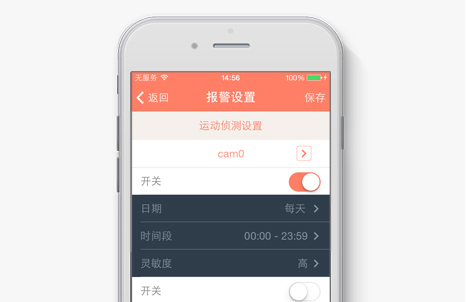 无服务 14:56 100%
返回 报警设置 保存
运动侦测设置
cam0
开关
日期 每天
时间段 00:00 - 23:59
灵敏度 高
开关